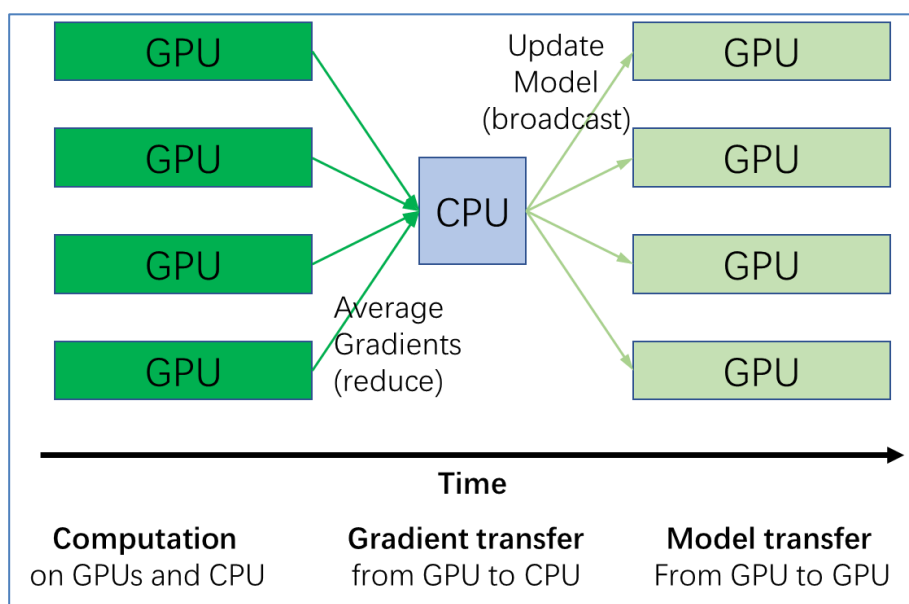 GPU
GPU
GPU
GPU
Average
Gradients
(reduce)
CPU
Update
Model
(broadcast)
GPU
GPU
GPU
GPU
Time
Computation
on GPUs and CPU
Gradient transfer
from GPU to CPU
Model transfer
From GPU to GPU